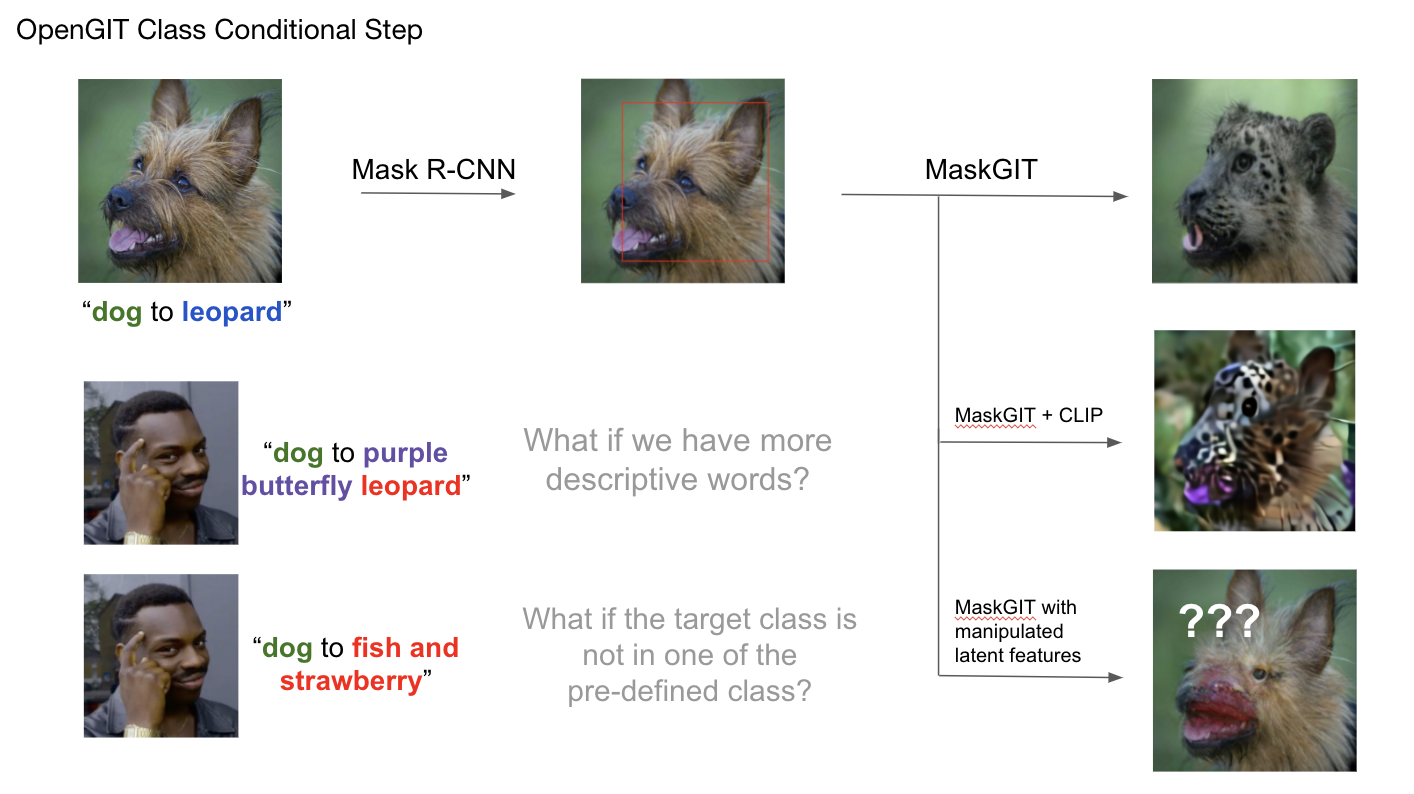 OpenGIT Class Conditional Step
Mask R-CNN
MaskGIT
“dog to leopard”
MaskGIT + CLIP
“dog to purple
butterfly leopard”
What if we have more
descriptive words?
“dog to fish and
strawberry”
What if the target class is
not in one of the
pre-defined class?
MaskGIT with
manipulated
latent features
???